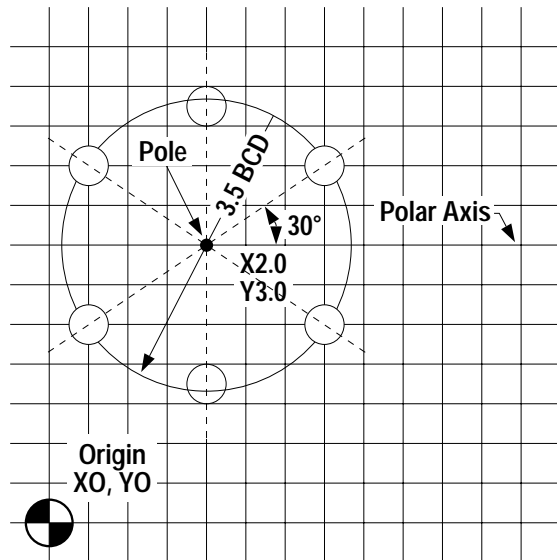 Pole
3.5 BCD
30°
Polar Axis
X2.0
Y3.0
Origin
XO, YO